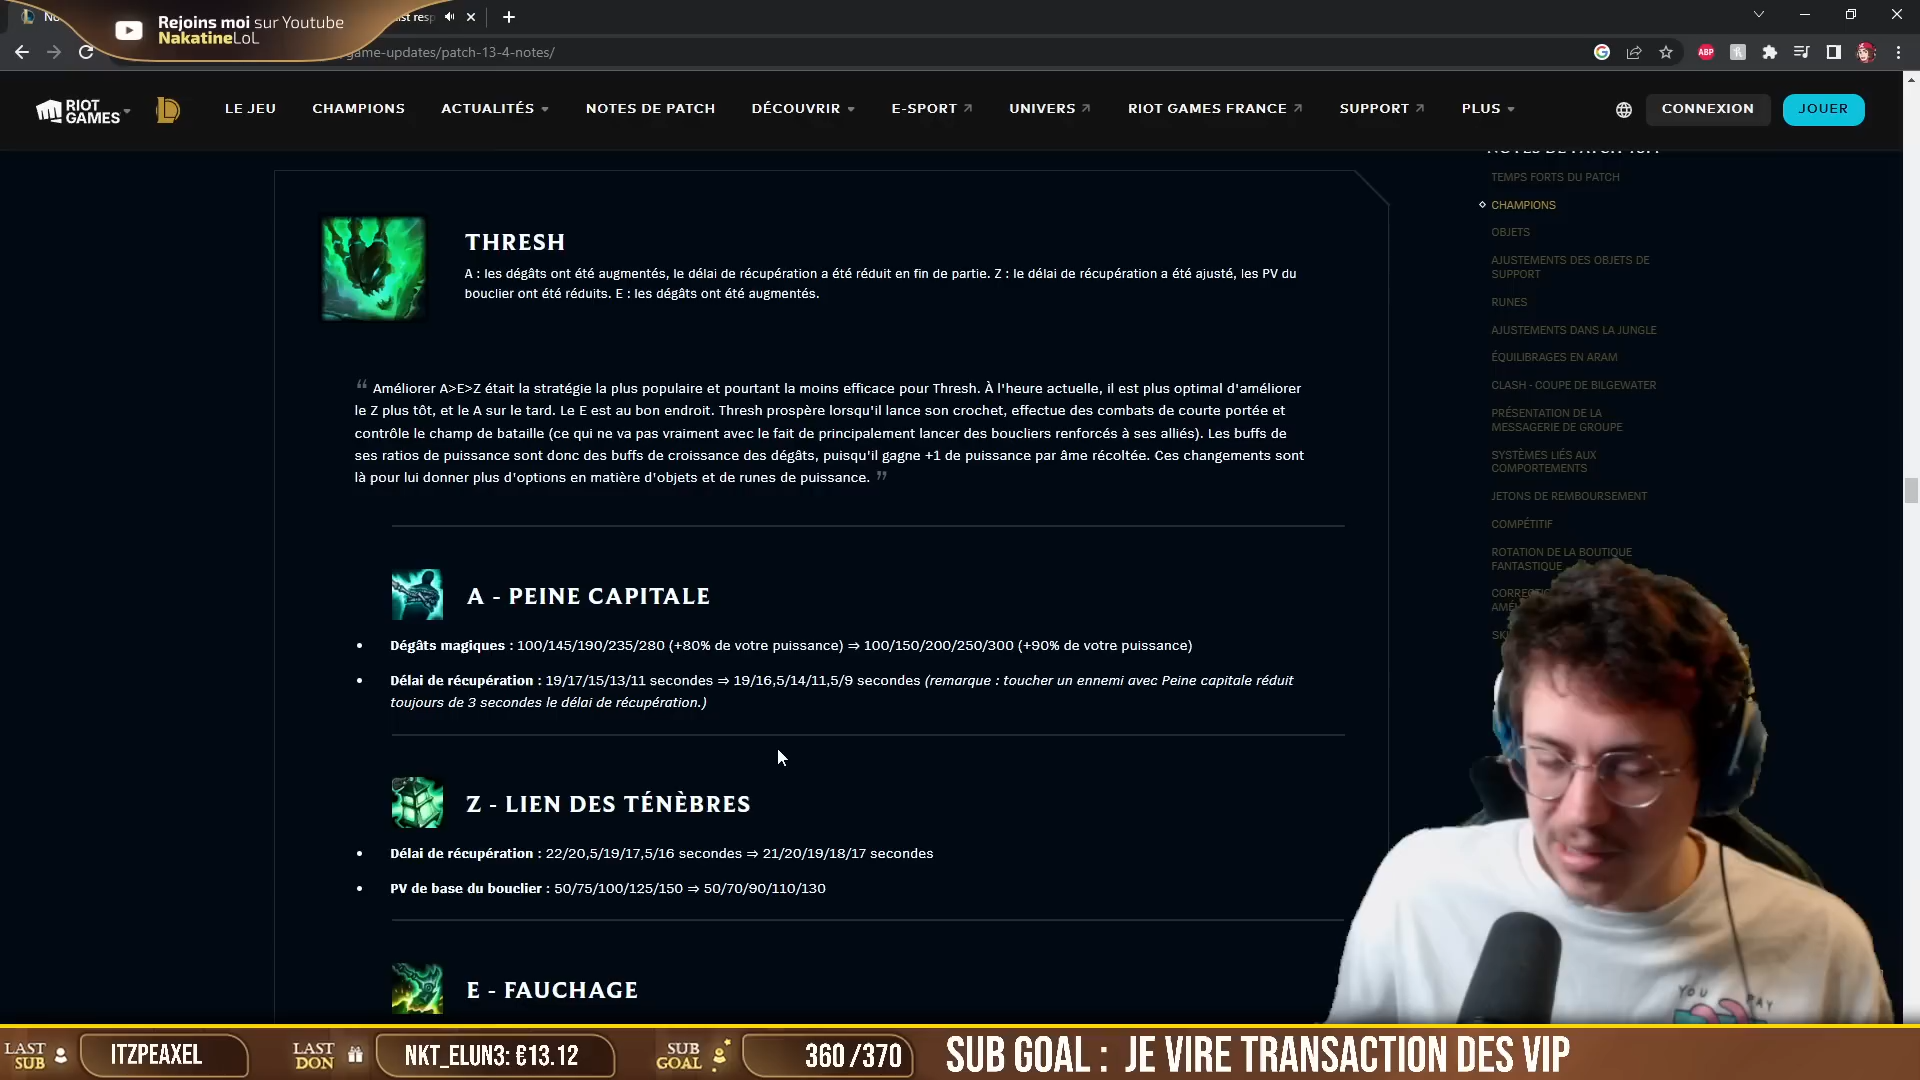 Rejoins moi sur Youtube
NakatineLoL
game-updates/patch-13-4-notes/
RIOT GAMES
LE JEU
CHAMPIONS
ACTUALITÉS
NOTES DE PATCH
DÉCOUVRIR
E-SPORT
UNIVERS
RIOT GAMES FRANCE
SUPPORT
PLUS
CONNEXION
JOUER
THRESH
A : les dégâts ont été augmentés, le délai de récupération a été réduit en fin de partie. Z : le délai de récupération a été ajusté, les PV du
bouclier ont été réduits. E : les dégâts ont été augmentés.
“ Améliorer A>E>Z était la stratégie la plus populaire et pourtant la moins efficace pour Thresh. À l'heure actuelle, il est plus optimal d'améliorer
le Z plus tôt, et le A sur le tard. Le E est au bon endroit. Thresh prospère lorsqu'il lance son crochet, effectue des combats de courte portée et
contrôle le champ de bataille (ce qui ne va pas vraiment avec le fait de principalement lancer des boucliers renforcés à ses alliés). Les buffs de
ses ratios de puissance sont donc des buffs de croissance des dégâts, puisqu'il gagne +1 de puissance par âme récoltée. Ces changements sont
là pour lui donner plus d'options en matière d'objets et de runes de puissance. ”
A - PEINE CAPITALE
• Dégâts magiques : 100/145/190/235/280 (+80% de votre puissance) ⇒ 100/150/200/250/300 (+90% de votre puissance)
• Délai de récupération : 19/17/15/13/11 secondes ⇒ 19/16,5/14/11,5/9 secondes (remarque : toucher un ennemi avec Peine capitale réduit
toujours de 3 secondes le délai de récupération.)
Z - LIEN DES TÉNÈBRES
• Délai de récupération : 22/20,5/19/17,5/16 secondes ⇒ 21/20/19/18/17 secondes
• PV de base du bouclier : 50/75/100/125/150 ⇒ 50/70/90/110/130
E - FAUCHAGE
TEMPS FORTS DU PATCH
CHAMPIONS
OBJETS
AJUSTEMENTS DES OBJETS DE
SUPPORT
RUNES
AJUSTEMENTS DANS LA JUNGLE
ÉQUILIBRAGES EN ARAM
CLASH - COUPE DE BILGEWATER
PRÉSENTATION DE LA
MESSAGERIE DE GROUPE
SYSTÈMES LIÉS AUX
COMPORTEMENTS
JETONS DE REMBOURSEMENT
COMPÉTITIF
ROTATION DE LA BOUTIQUE
FANTASTIQUE
YOU PAY
LAST SUB
ITZPEAXEL
LAST DON
NKT_ELUN3: €13.12
SUB GOAL
360 /370
SUB GOAL : JE VIRE TRANSACTION DES VIP